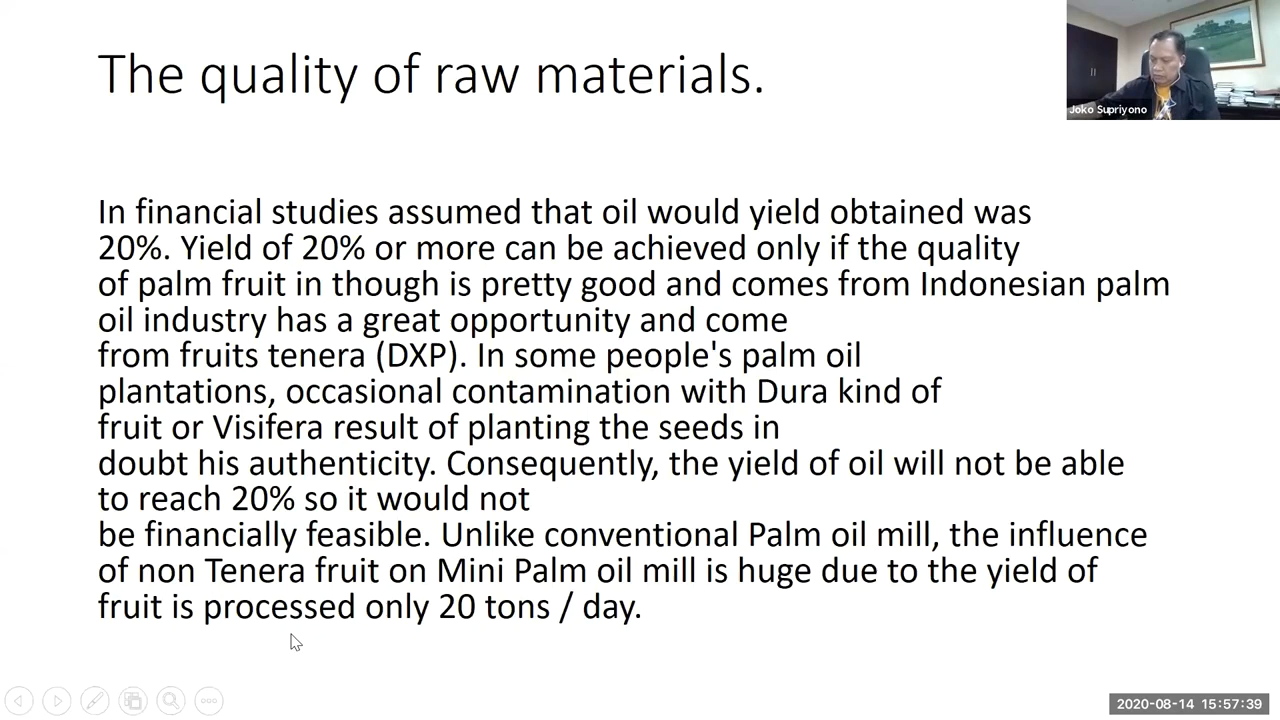 The quality of raw materials.
Joko Supriyono
In financial studies assumed that oil would yield obtained was
20%. Yield of 20% or more can be achieved only if the quality
of palm fruit in though is pretty good and comes from Indonesian palm
oil industry has a great opportunity and come
from fruits tenera (DXP). In some people's palm oil
plantations, occasional contamination with Dura kind of
fruit or Visifera result of planting the seeds in
doubt his authenticity. Consequently, the yield of oil will not be able
to reach 20% so it would not
be financially feasible. Unlike conventional Palm oil mill, the influence
of non Tenera fruit on Mini Palm oil mill is huge due to the yield of
fruit is processed only 20 tons / day.
2020-08-14 15:57:39